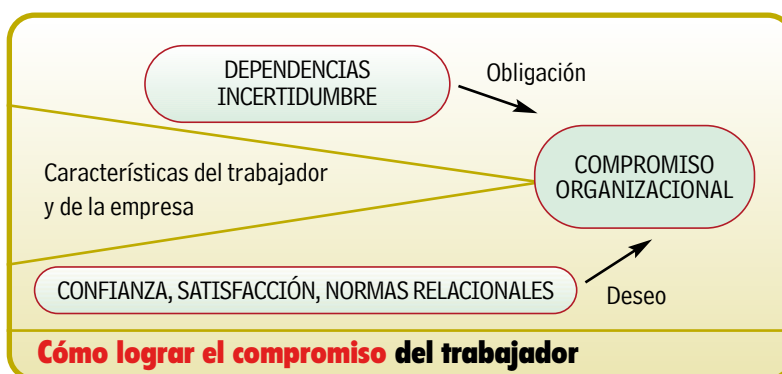 DEPENDENCIAS
INCERTIDUMBRE
Obligación
Características del trabajador
y de la empresa
COMPROMISO
ORGANIZACIONAL
CONFIANZA, SATISFACCIÓN, NORMAS RELACIONALES
Deseo
Cómo lograr el compromiso del trabajador